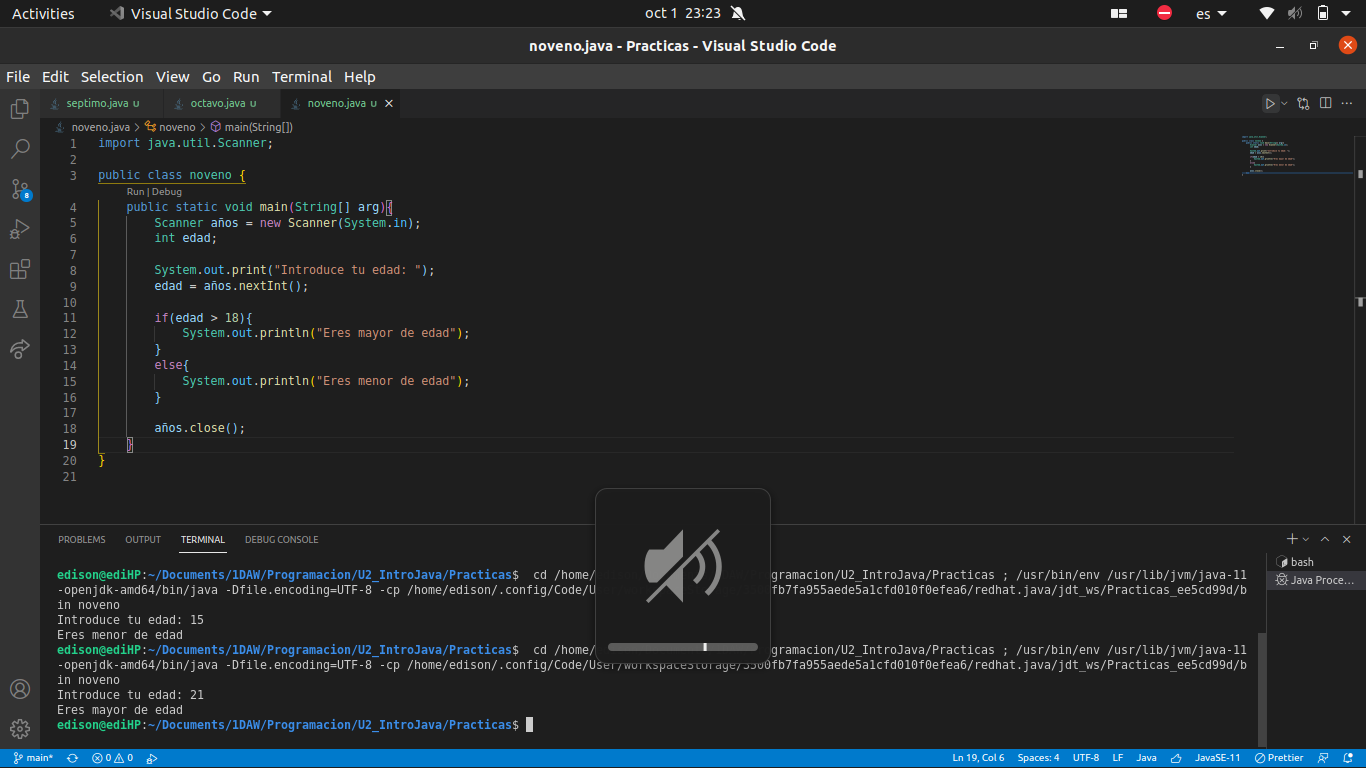 Activities Visual Studio Code oct 1 23:23 es
noveno.java - Practicas - Visual Studio Code
File Edit Selection View Go Run Terminal Help
septimo.java U octavo.java U noveno.java U
noveno.java > noveno > main(String[])
1 import java.util.Scanner;
2
3 public class noveno {
Run | Debug
4 public static void main(String[] arg){
5 Scanner años = new Scanner(System.in);
6 int edad;
7
8 System.out.print("Introduce tu edad: ");
9 edad = años.nextInt();
10
11 if(edad > 18){
12 System.out.println("Eres mayor de edad");
13 }
14 else{
15 System.out.println("Eres menor de edad");
16 }
17
18 años.close();
19 }
20 }
21
8
PROBLEMS OUTPUT TERMINAL DEBUG CONSOLE
bash
Java Proce...
edison@ediHP:~/Documents/1DAW/Programacion/U2_IntroJava/Practicas$ cd /home/ gramacion/U2_IntroJava/Practicas ; /usr/bin/env /usr/lib/jvm/java-11
-openjdk-amd64/bin/java -Dfile.encoding=UTF-8 -cp /home/edison/.config/Code/U fb7fa955aede5a1cfd010f0efea6/redhat.java/jdt_ws/Practicas_ee5cd99d/b
in noveno
Introduce tu edad: 15
Eres menor de edad
edison@ediHP:~/Documents/1DAW/Programacion/U2_IntroJava/Practicas$ cd /home/ gramacion/U2_IntroJava/Practicas ; /usr/bin/env /usr/lib/jvm/java-11
-openjdk-amd64/bin/java -Dfile.encoding=UTF-8 -cp /home/edison/.config/Code/User/workspaceStorage/5500fb7fa955aede5a1cfd010f0efea6/redhat.java/jdt_ws/Practicas_ee5cd99d/b
in noveno
Introduce tu edad: 21
Eres mayor de edad
edison@ediHP:~/Documents/1DAW/Programacion/U2_IntroJava/Practicas$
main* 0 0 Ln 19, Col 6 Spaces: 4 UTF-8 LF Java JavaSE-11 Prettier